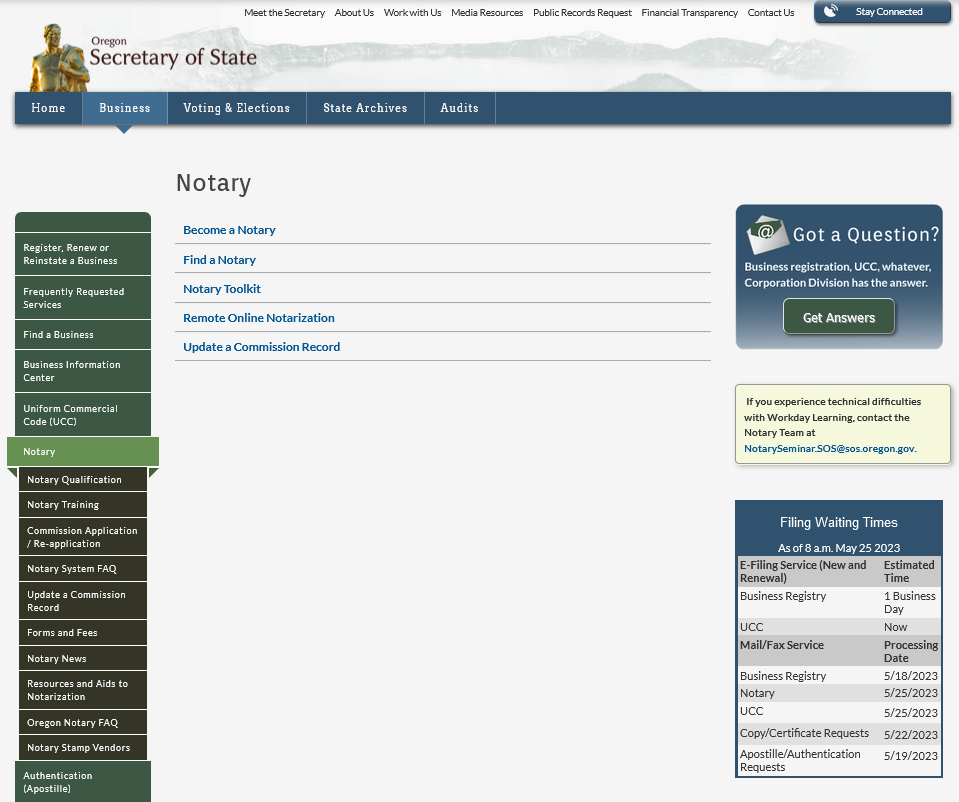 Meet the Secretary About Us Work with Us Media Resources Public Records Request Financial Transparency Contact Us Stay Connected
Oregon
Secretary of State
Home Business Voting & Elections State Archives Audits
Notary
Register, Renew or
Reinstate a Business
Frequently Requested
Services
Find a Business
Business Information
Center
Uniform Commercial
Code (UCC)
Notary
Notary Qualification
Notary Training
Commission Application
/ Re-application
Notary System FAQ
Update a Commission
Record
Forms and Fees
Notary News
Resources and Aids to
Notarization
Oregon Notary FAQ
Notary Stamp Vendors
Authentication
(Apostille)
Become a Notary
Find a Notary
Notary Toolkit
Remote Online Notarization
Update a Commission Record
@ Got a Question?
Business registration, UCC, whatever,
Corporation Division has the answer.
Get Answers
If you experience technical difficulties
with Workday Learning, contact the
Notary Team at
NotarySeminar.SOS@sos.oregon.gov.
Filing Waiting Times
As of 8 a.m. May 25 2023
E-Filing Service (New and Estimated
Renewal) Time
Business Registry 1 Business
Day
UCC Now
Mail/Fax Service Processing
Date
Business Registry 5/18/2023
Notary 5/25/2023
UCC 5/25/2023
Copy/Certificate Requests 5/22/2023
Apostille/Authentication 5/19/2023
Requests